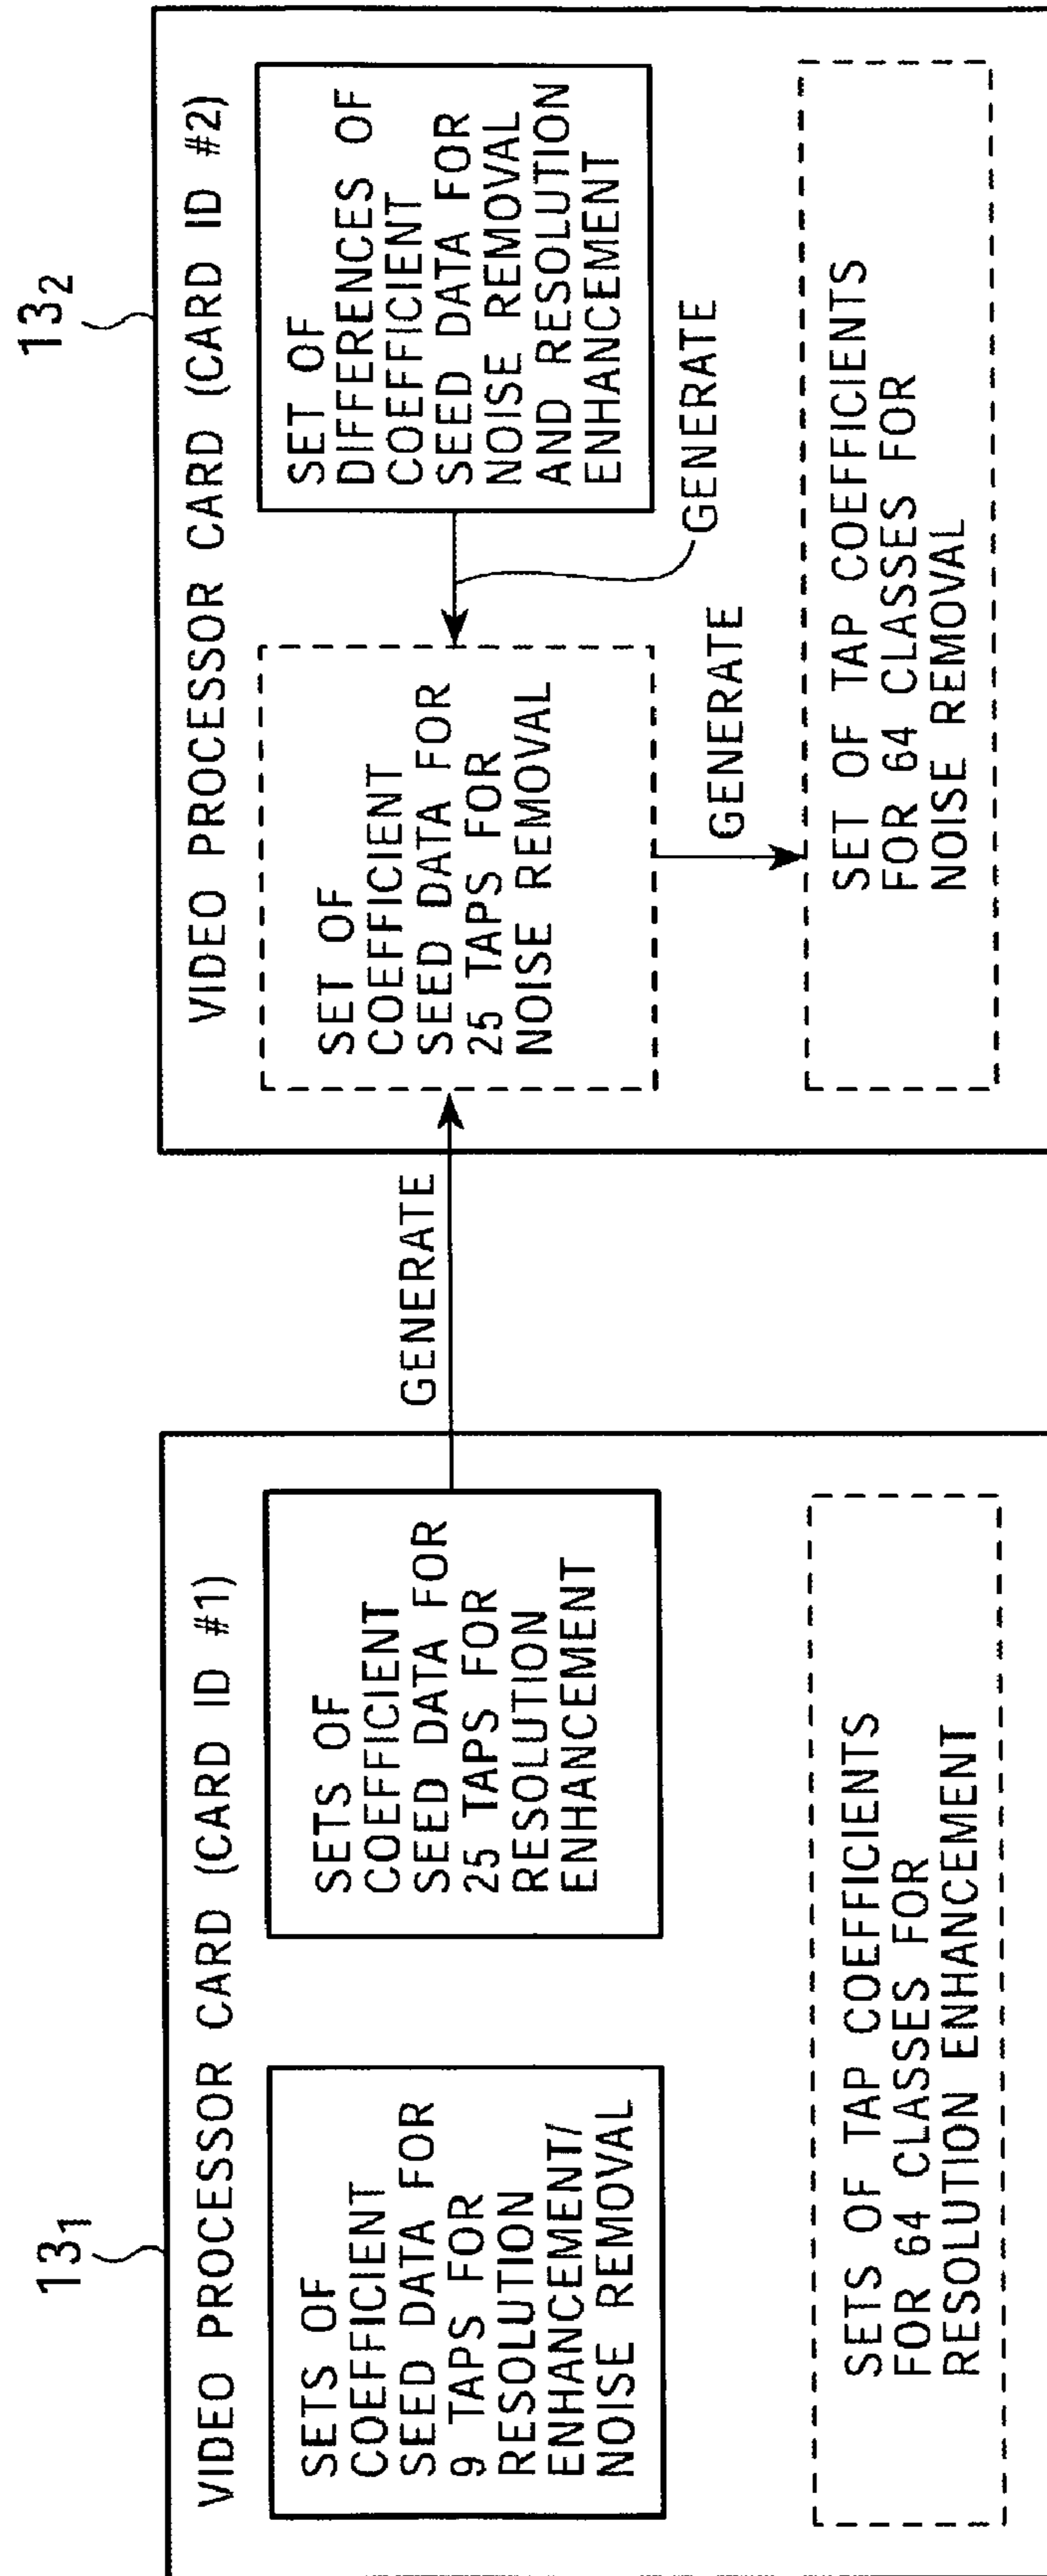 13₁
VIDEO PROCESSOR CARD (CARD ID #1)
SETS OF
COEFFICIENT
SEED DATA FOR
9 TAPS FOR
RESOLUTION
ENHANCEMENT/
NOISE REMOVAL
SETS OF
COEFFICIENT
SEED DATA FOR
25 TAPS FOR
RESOLUTION
ENHANCEMENT
SETS OF TAP COEFFICIENTS
FOR 64 CLASSES FOR
RESOLUTION ENHANCEMENT
GENERATE
13₂
VIDEO PROCESSOR CARD (CARD ID #2)
SET OF
COEFFICIENT
SEED DATA FOR
25 TAPS FOR
NOISE REMOVAL
SET OF
DIFFERENCES OF
COEFFICIENT
SEED DATA FOR
NOISE REMOVAL
AND RESOLUTION
ENHANCEMENT
GENERATE
GENERATE
SET OF TAP COEFFICIENTS
FOR 64 CLASSES FOR
NOISE REMOVAL